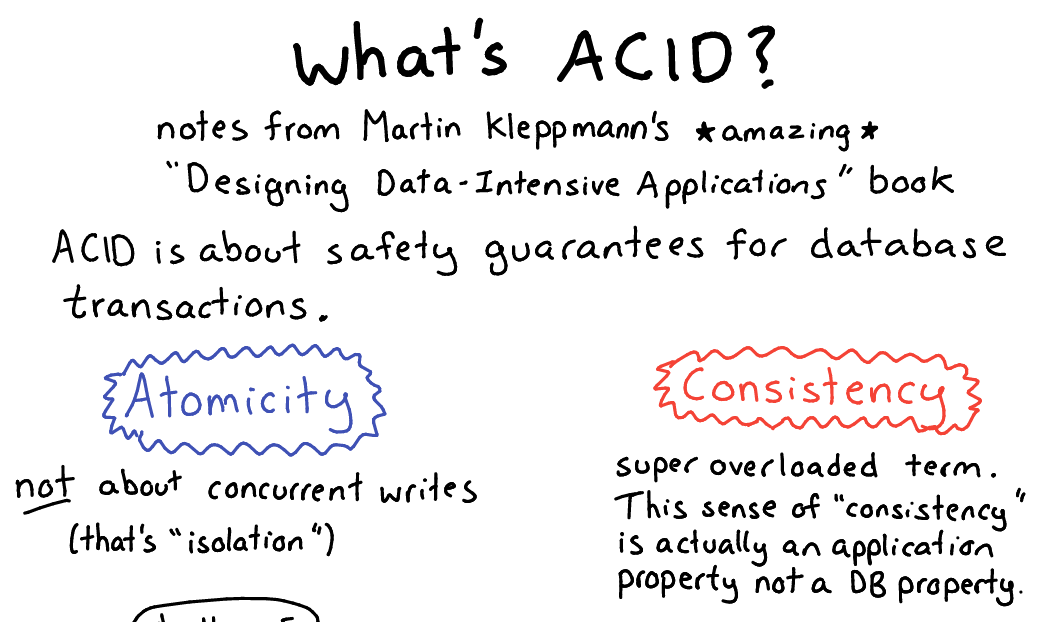 What's ACID?
notes from Martin Kleppmann's ★amazing★
"Designing Data-Intensive Applications" book
ACID is about safety guarantees for database
transactions.
Atomicity
not about concurrent writes
(that's "isolation")
Consistency
super overloaded term.
This sense of "consistency"
is actually an application
property not a DB property.